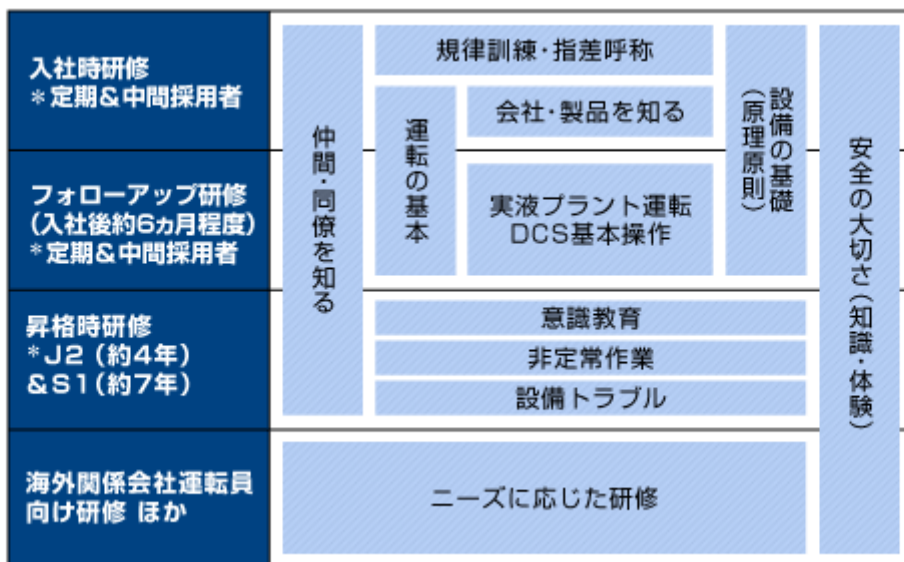 入社時研修
＊定期＆中間採用者
フォローアップ研修
(入社後約6ヵ月程度)
＊定期＆中間採用者
昇格時研修
＊J2（約4年）
＆S1（約7年）
海外関係会社運転員
向け研修 ほか
仲間・同僚を知る
規律訓練・指差呼称
運転の基本
会社・製品を知る
実液プラント運転
DCS基本操作
設備の基礎
(原理原則)
意識教育
非定常作業
設備トラブル
ニーズに応じた研修
安全の大切さ(知識・体験)